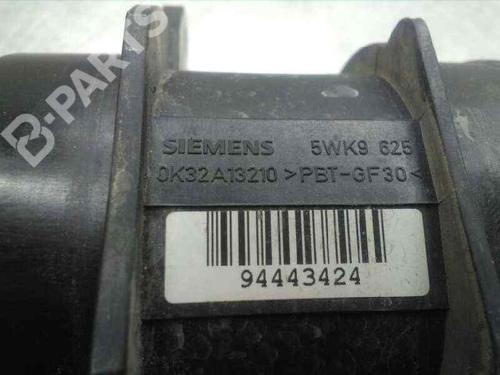 B-PARTS
SIEMENS 5WK9 625
0K32A13210 >PBT-GF30<
94443424